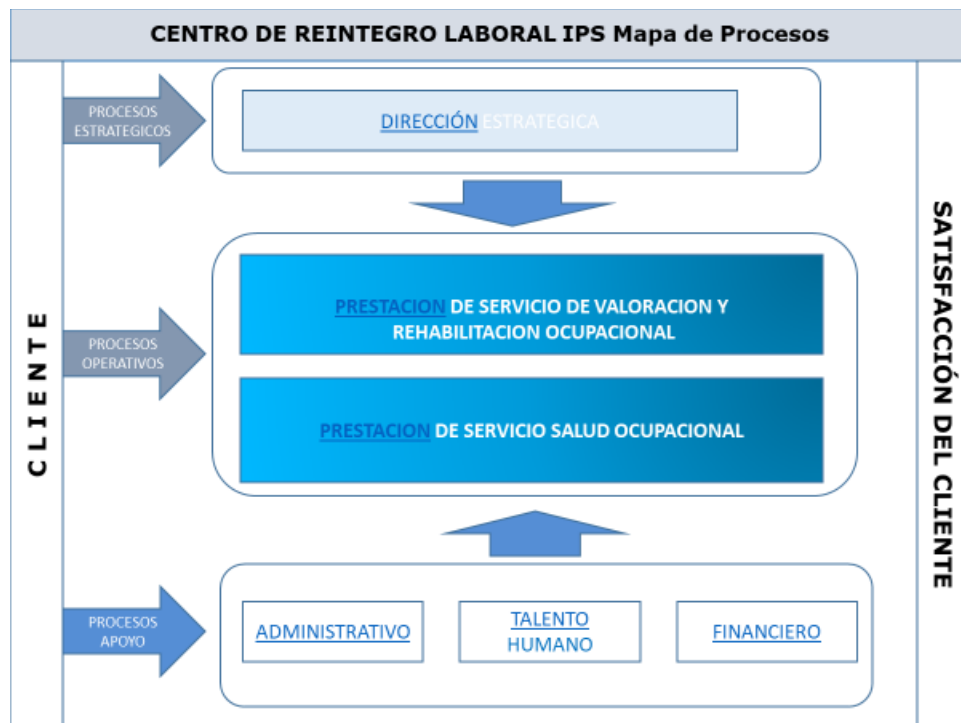 CENTRO DE REINTEGRO LABORAL IPS Mapa de Procesos
CLIENTE
PROCESOS
ESTRATEGICOS
DIRECCIÓN ESTRATEGICA
PROCESOS
OPERATIVOS
PRESTACION DE SERVICIO DE VALORACION Y
REHABILITACION OCUPACIONAL
PRESTACION DE SERVICIO SALUD OCUPACIONAL
PROCESOS
APOYO
ADMINISTRATIVO
TALENTO
HUMANO
FINANCIERO
SATISFACCIÓN DEL CLIENTE